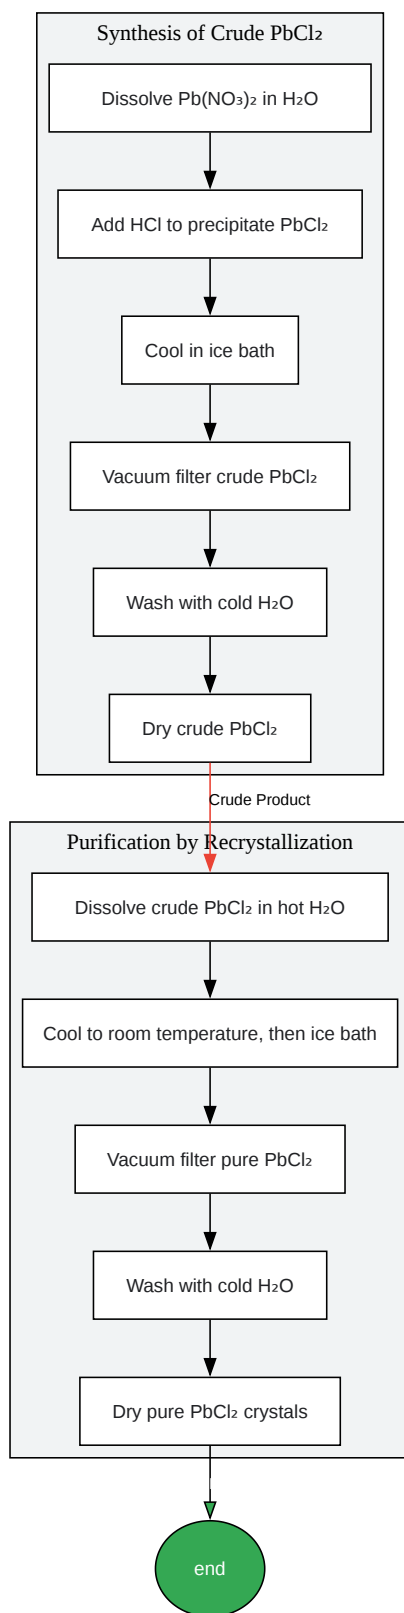 Synthesis of Crude PbCl₂
Dissolve Pb(NO₃)₂ in H₂O
Add HCl to precipitate PbCl₂
Cool in ice bath
Vacuum filter crude PbCl₂
Wash with cold H₂O
Dry crude PbCl₂
Crude Product
Purification by Recrystallization
Dissolve crude PbCl₂ in hot H₂O
Cool to room temperature, then ice bath
Vacuum filter pure PbCl₂
Wash with cold H₂O
Dry pure PbCl₂ crystals
end